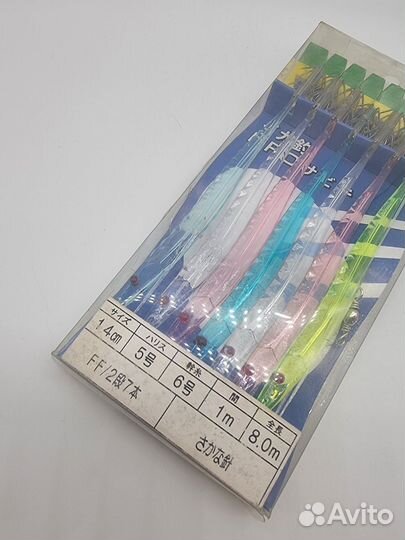 サイズ ハリス 幹糸 間 全長
14cm 5号 6号 1m 8.0m
FF/2段7本 さかな針
Avito